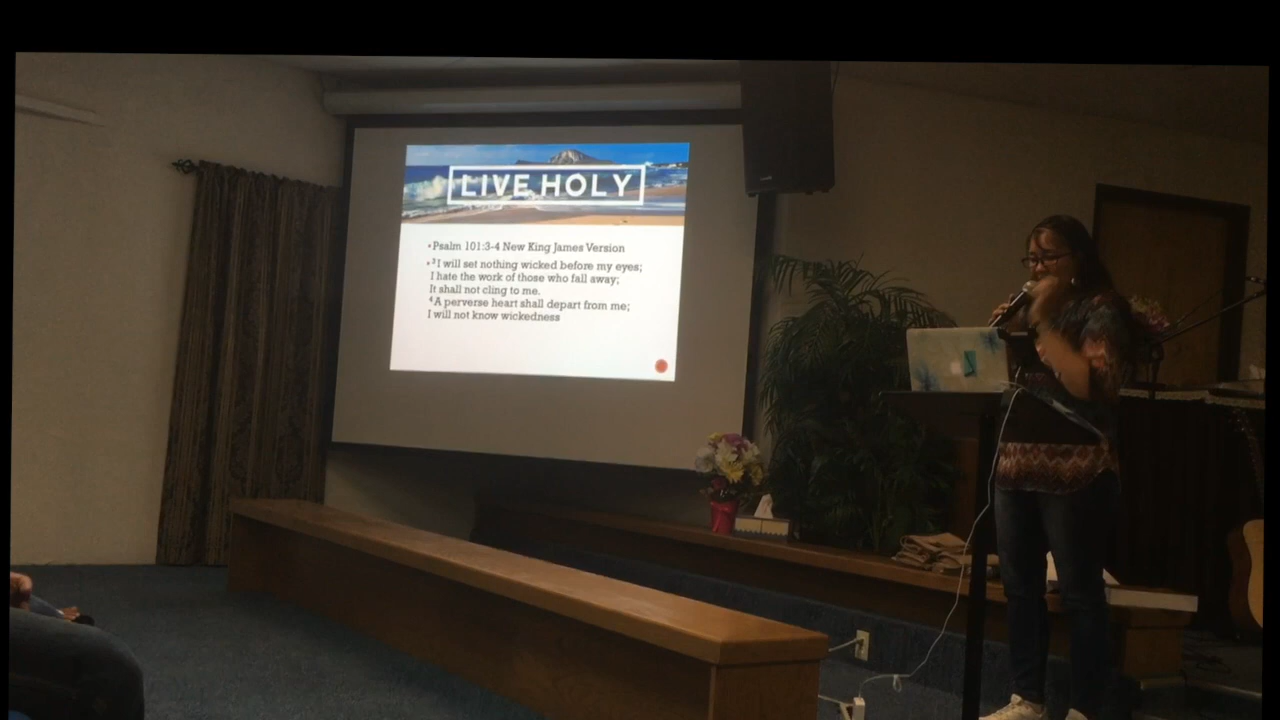 LIVE HOLY
•Psalm 101:3-4 New King James Version
•³I will set nothing wicked before my eyes;
I hate the work of those who fall away;
It shall not cling to me.
⁴A perverse heart shall depart from me;
I will not know wickedness